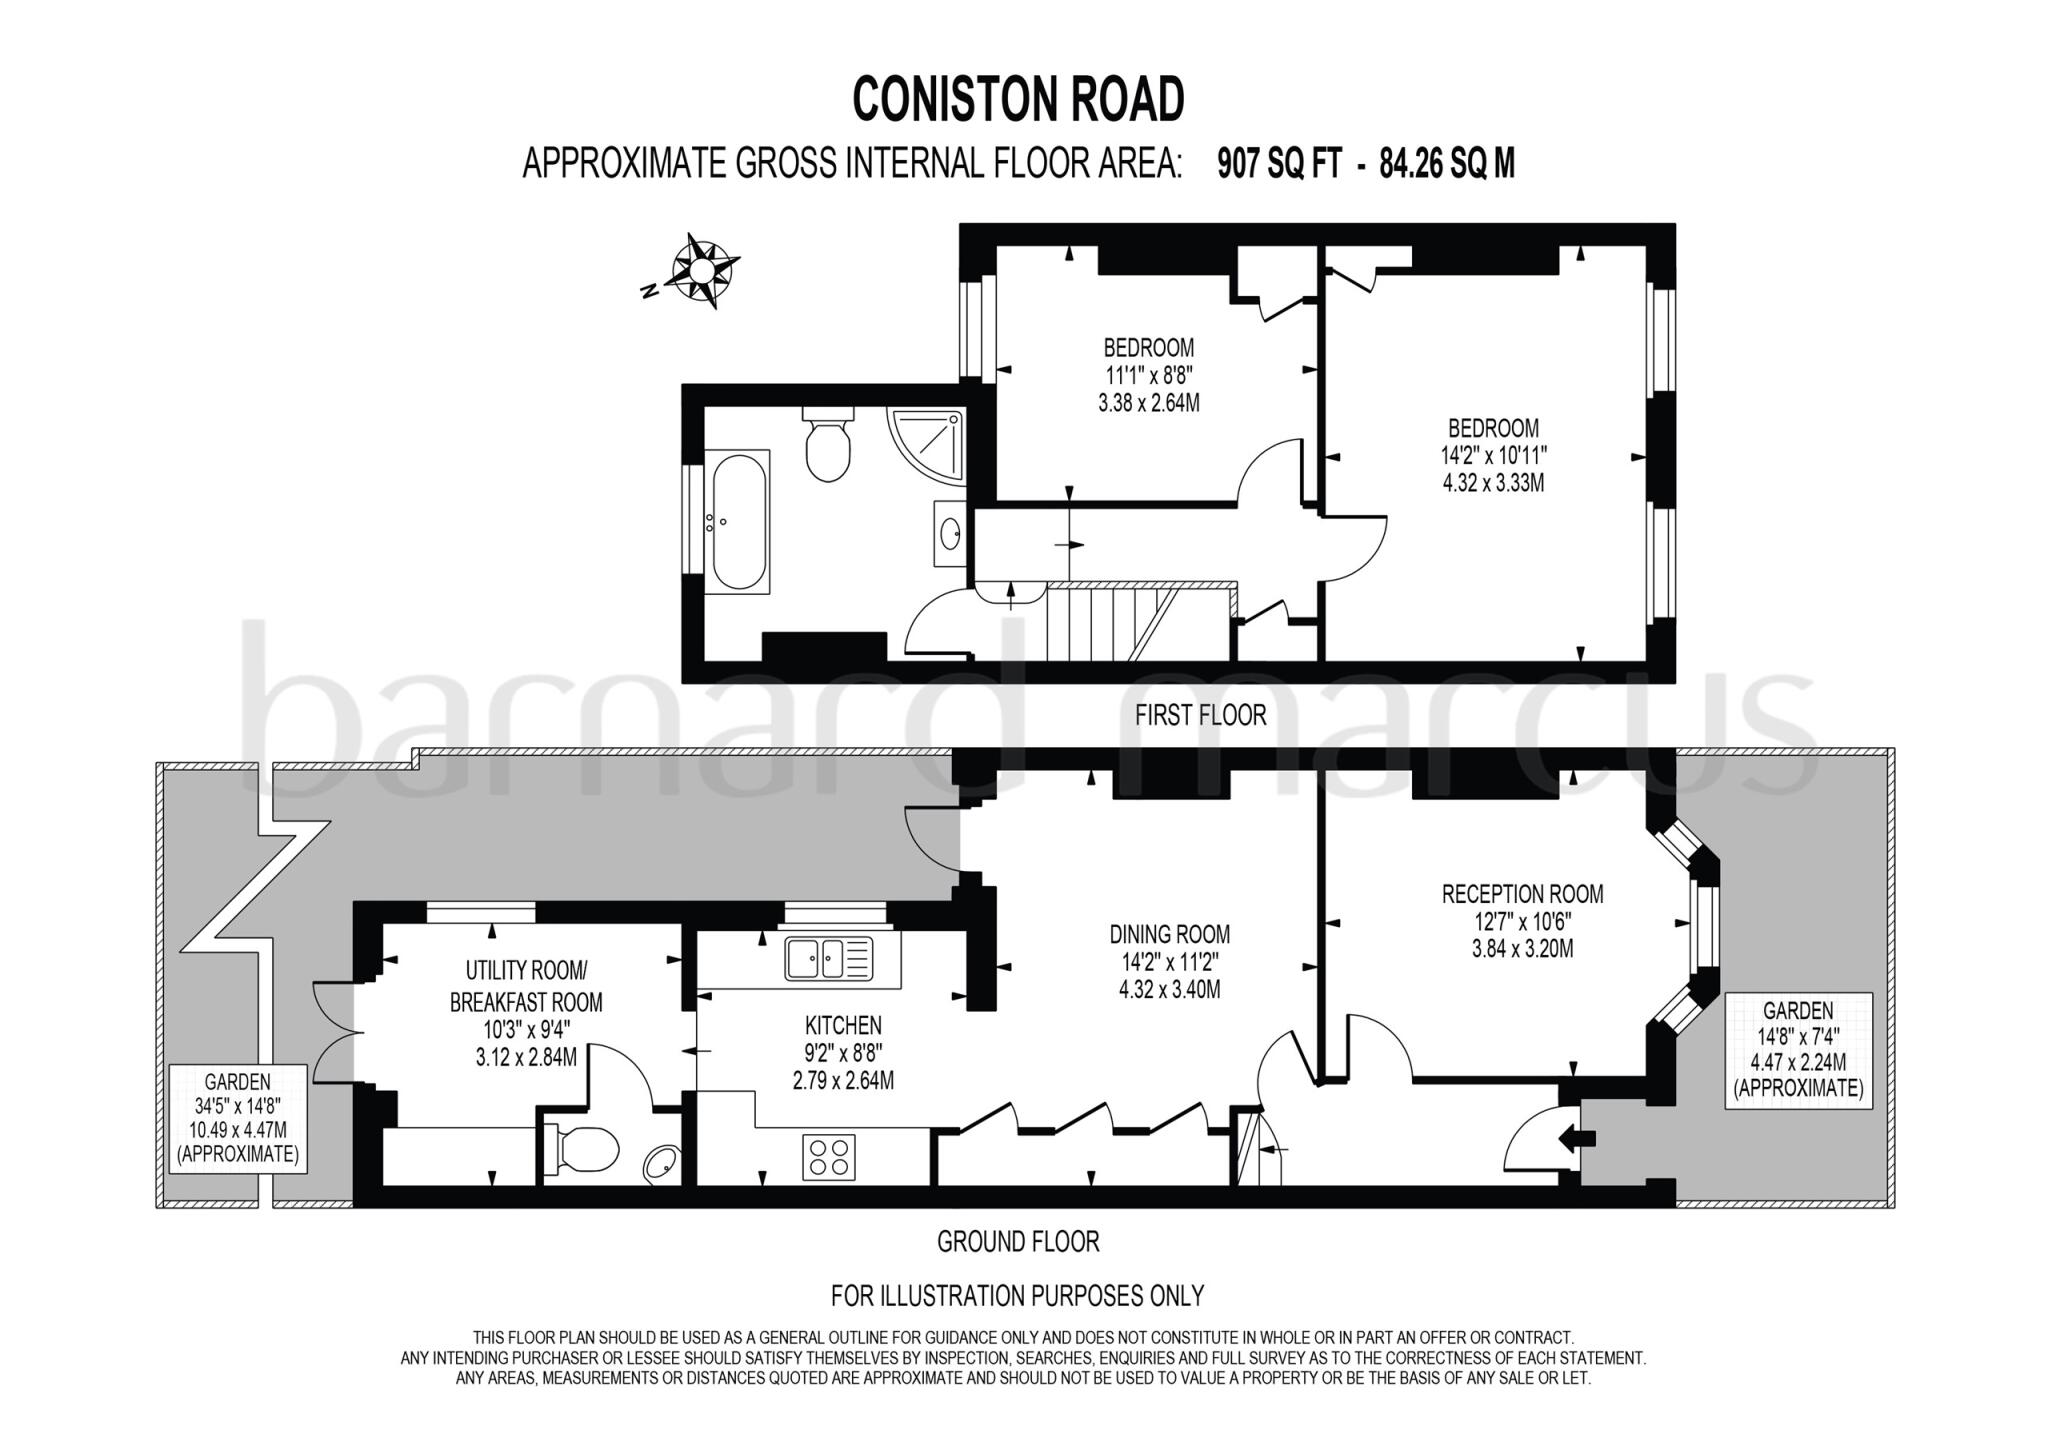 CONISTON ROAD
APPROXIMATE GROSS INTERNAL FLOOR AREA: 907 SQ FT - 84.26 SQ M
N
BEDROOM
11'1" x 8'8"
3.38 x 2.64M
BEDROOM
14'2" x 10'11"
4.32 x 3.33M
barnard marcus
FIRST FLOOR
RECEPTION ROOM
12'7" x 10'6"
3.84 x 3.20M
DINING ROOM
14'2" x 11'2"
4.32 x 3.40M
UTILITY ROOM/
BREAKFAST ROOM
10'3" x 9'4"
3.12 x 2.84M
KITCHEN
9'2" x 8'8"
2.79 x 2.64M
GARDEN
14'8" x 7'4"
4.47 x 2.24M
(APPROXIMATE)
GARDEN
34'5" x 14'8"
10.49 x 4.47M
(APPROXIMATE)
GROUND FLOOR
FOR ILLUSTRATION PURPOSES ONLY
THIS FLOOR PLAN SHOULD BE USED AS A GENERAL OUTLINE FOR GUIDANCE ONLY AND DOES NOT CONSTITUTE IN WHOLE OR IN PART AN OFFER OR CONTRACT.
ANY INTENDING PURCHASER OR LESSEE SHOULD SATISFY THEMSELVES BY INSPECTION, SEARCHES, ENQUIRIES AND FULL SURVEY AS TO THE CORRECTNESS OF EACH STATEMENT.
ANY AREAS, MEASUREMENTS OR DISTANCES QUOTED ARE APPROXIMATE AND SHOULD NOT BE USED TO VALUE A PROPERTY OR BE THE BASIS OF ANY SALE OR LET.